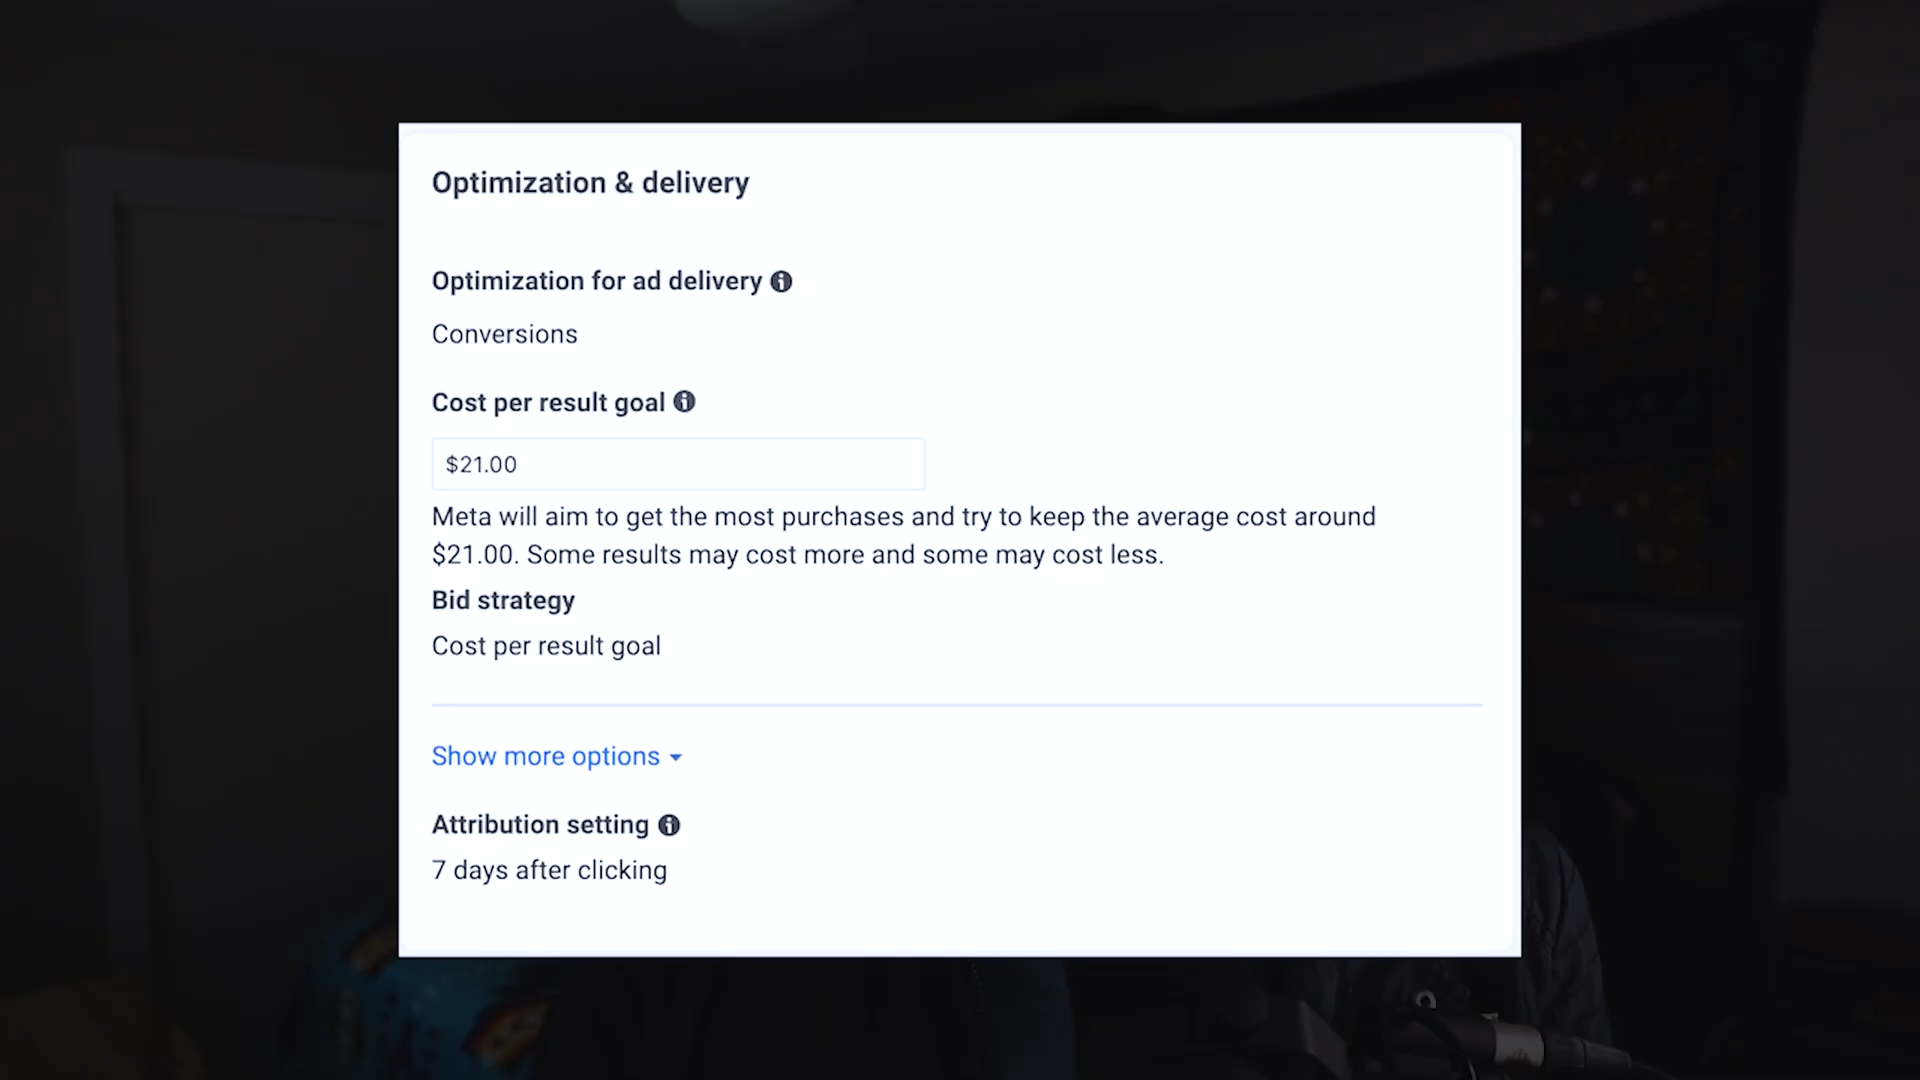 Optimization & delivery
Optimization for ad delivery
Conversions
Cost per result goal
$21.00
Meta will aim to get the most purchases and try to keep the average cost around
$21.00. Some results may cost more and some may cost less.
Bid strategy
Cost per result goal
Show more options
Attribution setting
7 days after clicking